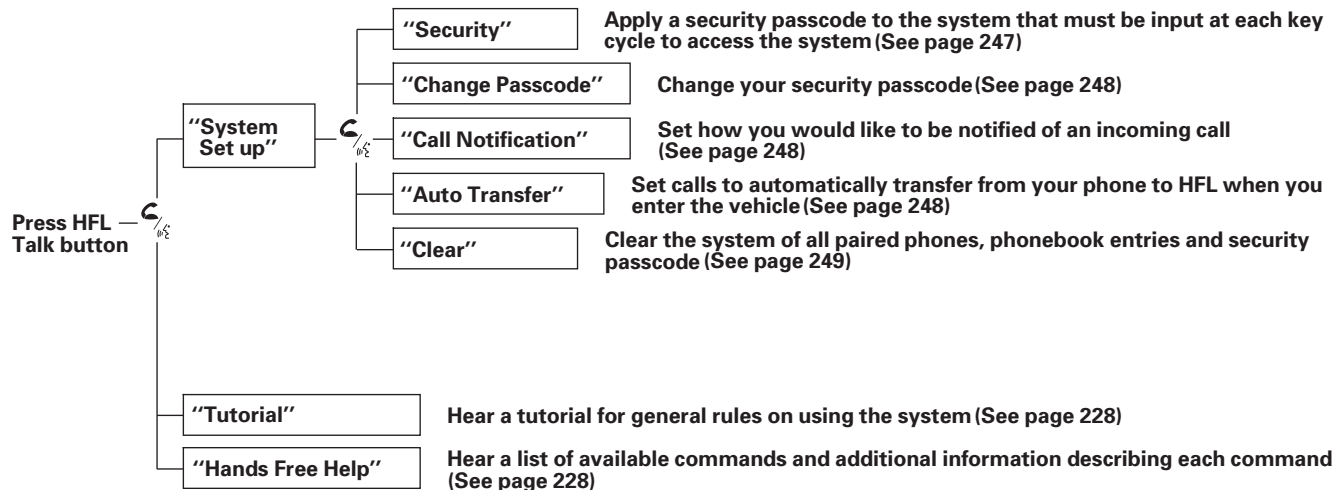 "Security"
Apply a security passcode to the system that must be input at each key
cycle to access the system (See page 247)
"Change Passcode"
Change your security passcode (See page 248)
"System
Set up"
"Call Notification"
Set how you would like to be notified of an incoming call
(See page 248)
"Auto Transfer"
Set calls to automatically transfer from your phone to HFL when you
enter the vehicle (See page 248)
Press HFL
Talk button
"Clear"
Clear the system of all paired phones, phonebook entries and security
passcode (See page 249)
"Tutorial"
Hear a tutorial for general rules on using the system (See page 228)
"Hands Free Help"
Hear a list of available commands and additional information describing each command
(See page 228)